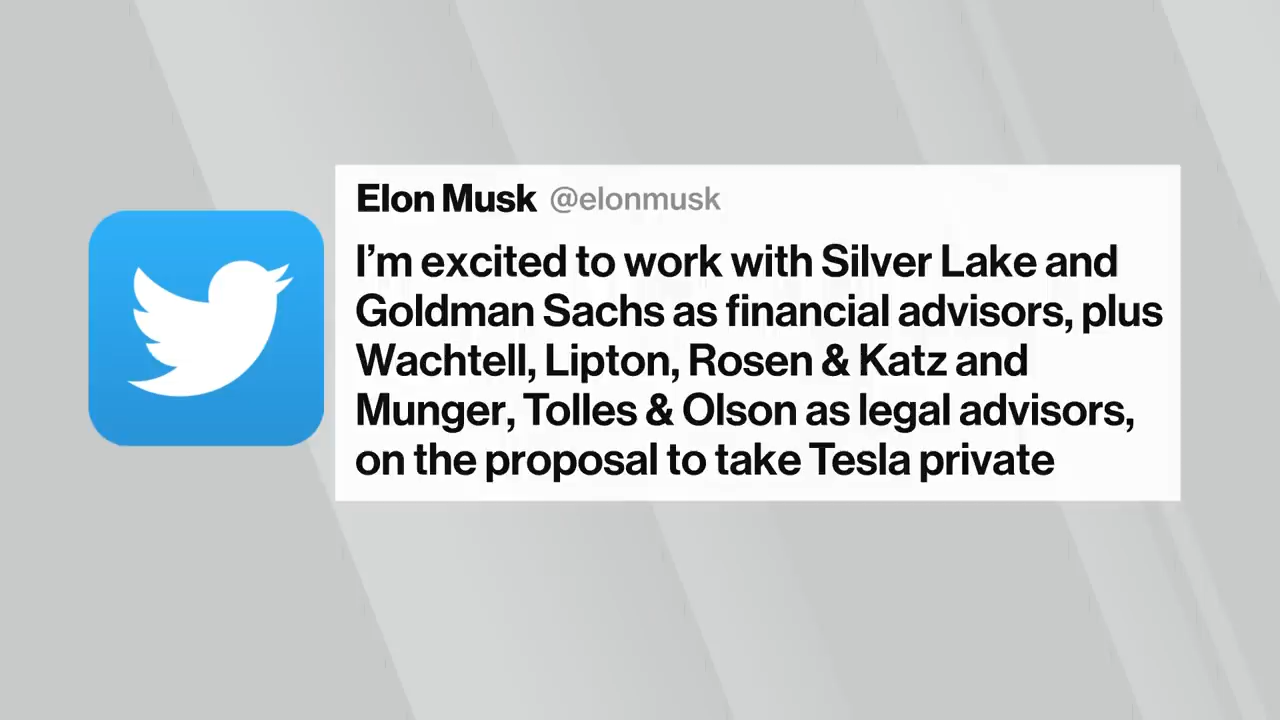 Elon Musk @elonmusk
I’m excited to work with Silver Lake and
Goldman Sachs as financial advisors, plus
Wachtell, Lipton, Rosen & Katz and
Munger, Tolles & Olson as legal advisors,
on the proposal to take Tesla private